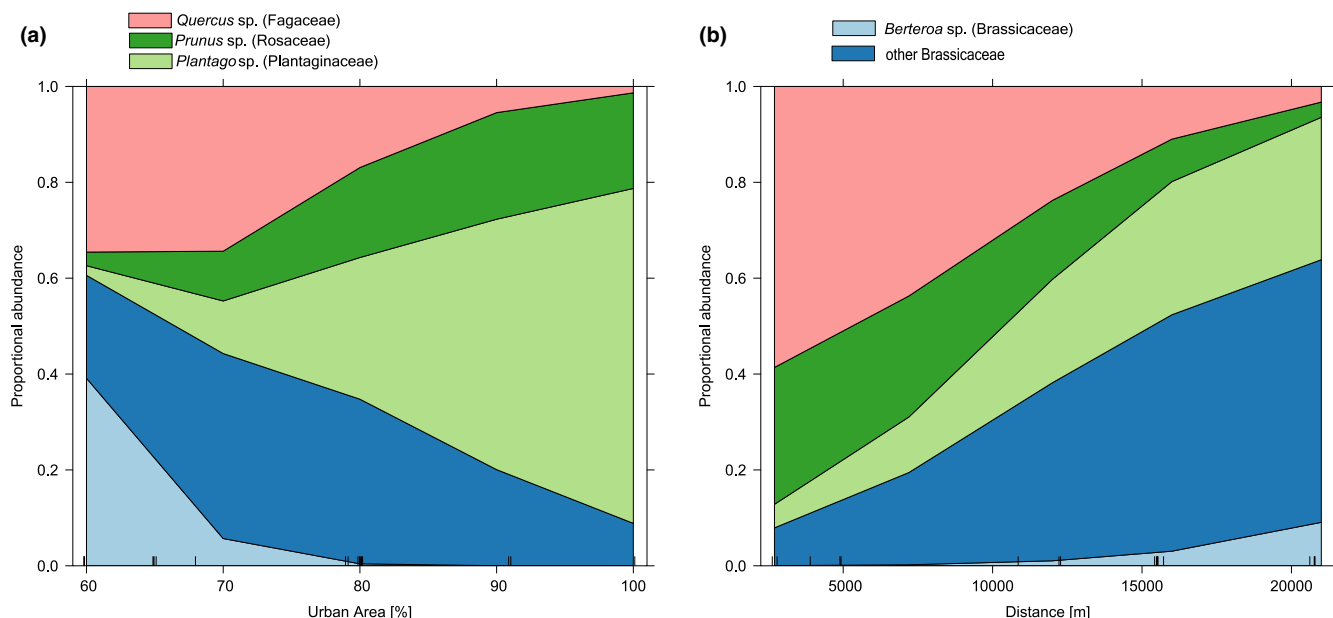 (a)
Quercus sp. (Fagaceae)
Prunus sp. (Rosaceae)
Plantago sp. (Plantaginaceae)
1.0
0.8
0.6
0.4
0.2
0.0
Proportional abundance
60
70
80
90
100
Urban Area [%]
(b)
Berteroa sp. (Brassicaceae)
other Brassicaceae
1.0
0.8
0.6
0.4
0.2
0.0
Proportional abundance
5000
10000
15000
20000
Distance [m]